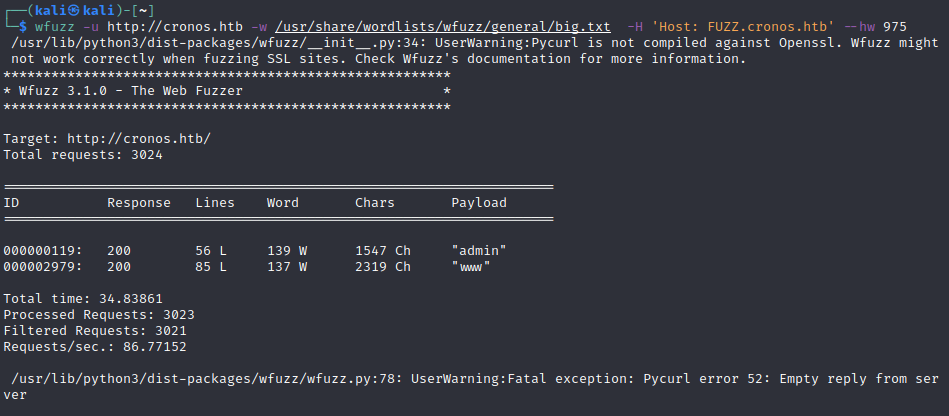 ┌──(kali㉿kali)-[~]
└─$ wfuzz -u http://cronos.htb -w /usr/share/wordlists/wfuzz/general/big.txt  -H 'Host: FUZZ.cronos.htb' --hw 975
 /usr/lib/python3/dist-packages/wfuzz/__init__.py:34: UserWarning:Pycurl is not compiled against Openssl. Wfuzz might
 not work correctly when fuzzing SSL sites. Check Wfuzz's documentation for more information.
********************************************************
* Wfuzz 3.1.0 - The Web Fuzzer                         *
********************************************************

Target: http://cronos.htb/
Total requests: 3024

=====================================================================
ID           Response   Lines    Word       Chars       Payload
=====================================================================

000000119:   200        56 L     139 W      1547 Ch     "admin"
000002979:   200        85 L     137 W      2319 Ch     "www"

Total time: 34.83861
Processed Requests: 3023
Filtered Requests: 3021
Requests/sec.: 86.77152

 /usr/lib/python3/dist-packages/wfuzz/wfuzz.py:78: UserWarning:Fatal exception: Pycurl error 52: Empty reply from ser
ver